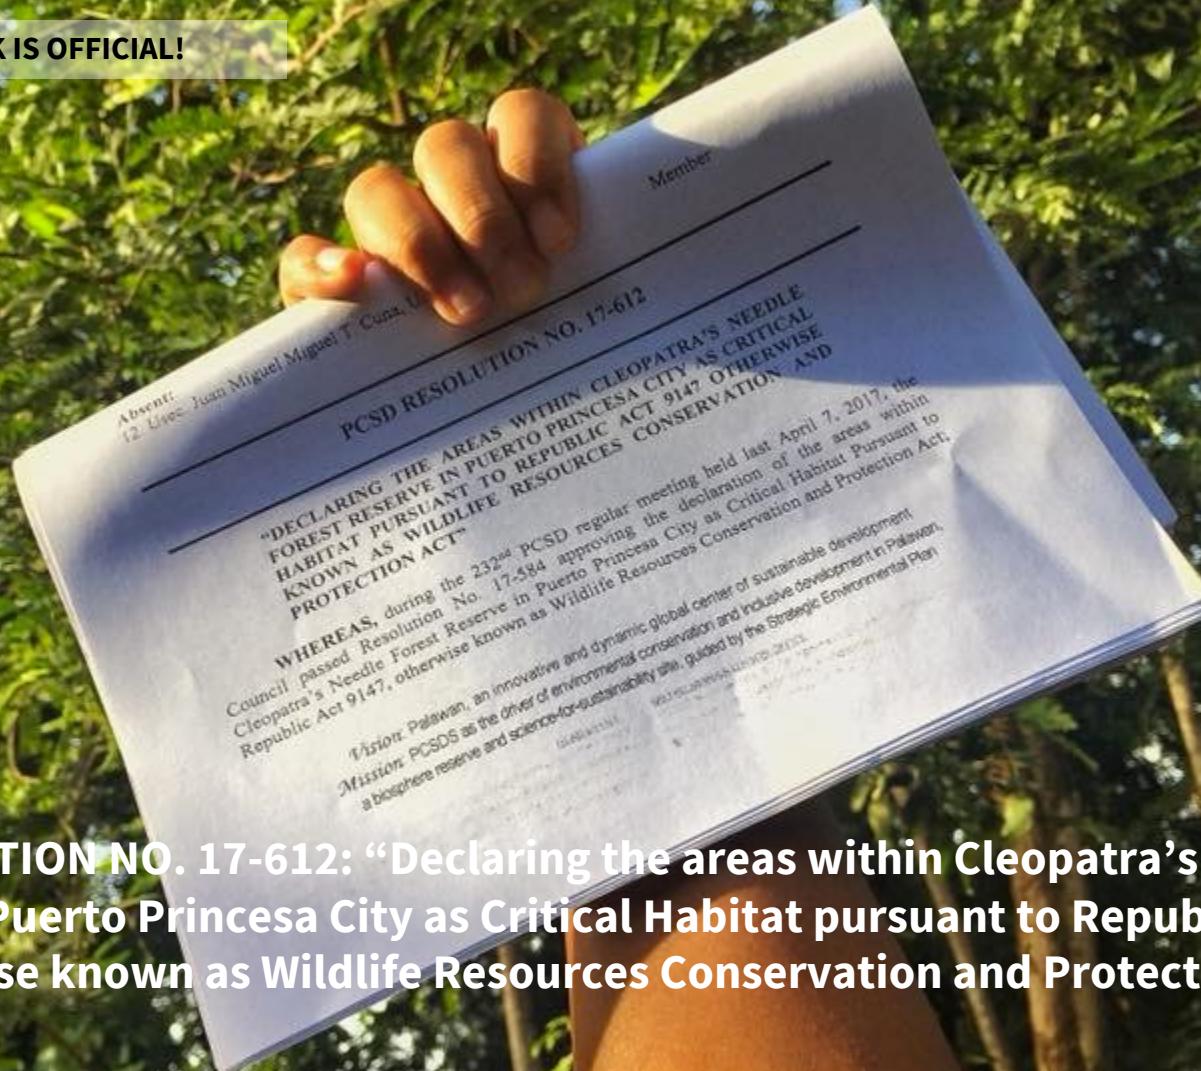 K IS OFFICIAL!
Member
Absent:
12. Usec. Juan Miguel Miguel T. Cuna,
PCSD RESOLUTION NO. 17-612
“DECLARING THE AREAS WITHIN CLEOPATRA’S NEEDLE
FOREST RESERVE IN PUERTO PRINCESA CITY AS CRITICAL
HABITAT PURSUANT TO REPUBLIC ACT 9147 OTHERWISE
KNOWN AS WILDLIFE RESOURCES CONSERVATION AND
PROTECTION ACT”
WHEREAS, during the 232nd PCSD regular meeting held last April 7, 2017, the
Council passed Resolution No. 17-584 approving the declaration of the areas within
Cleopatra’s Needle Forest Reserve in Puerto Princesa City as Critical Habitat Pursuant to
Republic Act 9147, otherwise known as Wildlife Resources Conservation and Protection Act;
Vision: Palawan, an innovative and dynamic global center of sustainable development
Mission: PCSDS as the driver of environmental conservation and inclusive development in Palawan,
a biosphere reserve and science-for-sustainability site, guided by the Strategic Environmental Plan
TION NO. 17-612: “Declaring the areas within Cleopatra’s
Puerto Princesa City as Critical Habitat pursuant to Repub
se known as Wildlife Resources Conservation and Protect